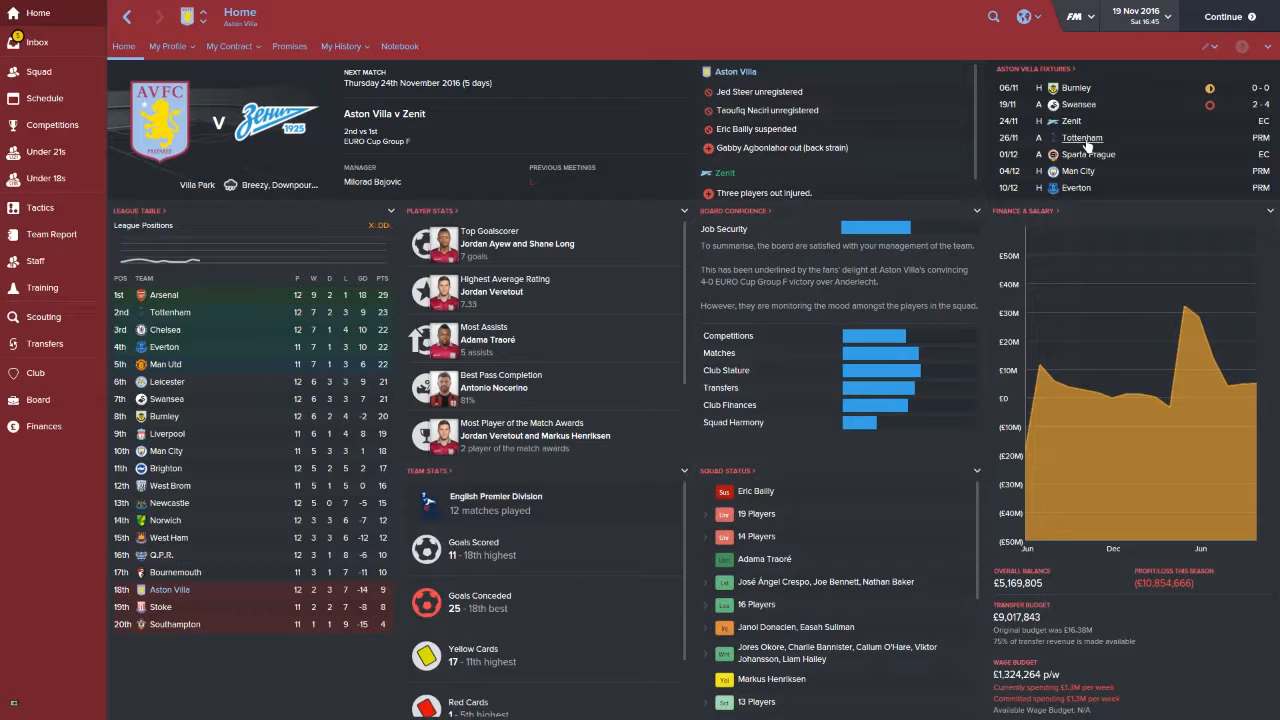 Home
Inbox
5
Squad
Schedule
Competitions
Under 21s
Under 18s
Tactics
Team Report
Staff
Training
Scouting
Transfers
Club
Board
Finances
Home
Aston Villa
FM
19 Nov 2016
Sat 16:45
Continue
Home My Profile My Contract Promises My History Notebook
AVFC
PREPARED
V
Зенит
1925
Villa Park Breezy, Downpour...
NEXT MATCH
Thursday 24th November 2016 (5 days)
Aston Villa v Zenit
2nd vs 1st
EURO Cup Group F
MANAGER
Milorad Bajovic
PREVIOUS MEETINGS
L-
Aston Villa
Jed Steer unregistered
Taoufiq Naciri unregistered
Eric Bailly suspended
Gabby Agbonlahor out (back strain)
Zenit
Three players out injured.
ASTON VILLA FIXTURES >
06/11 H Burnley 0 - 0
19/11 A Swansea 2 - 4
24/11 H Zenit EC
26/11 A Tottenham PRM
01/12 A Sparta Prague EC
04/12 H Man City PRM
10/12 H Everton PRM
LEAGUE TABLE >
League Positions
POS TEAM P W D L GD PTS
1st Arsenal 12 9 2 1 18 29
2nd Tottenham 12 7 2 3 9 23
3rd Chelsea 12 7 1 4 10 22
4th Everton 11 7 1 3 10 22
5th Man Utd 11 7 1 3 6 22
6th Leicester 12 6 3 3 9 21
7th Swansea 12 6 3 3 7 21
8th Burnley 12 6 2 4 -2 20
9th Liverpool 11 6 1 4 8 19
10th Man City 12 5 3 3 1 18
11th Brighton 12 5 2 5 2 17
12th West Brom 12 5 1 5 0 16
13th Newcastle 12 5 0 7 -5 15
14th Norwich 12 3 3 6 -7 12
15th West Ham 12 3 3 6 -12 12
16th Q.P.R. 12 3 1 8 -6 10
17th Bournemouth 11 3 1 7 -11 10
18th Aston Villa 12 2 3 7 -14 9
19th Stoke 11 2 2 7 -8 8
20th Southampton 11 1 1 9 -15 4
PLAYER STATS >
Top Goalscorer
Jordan Ayew and Shane Long
7 goals
Highest Average Rating
Jordan Veretout
7.33
Most Assists
Adama Traoré
5 assists
Best Pass Completion
Antonio Nocerino
81%
Most Player of the Match Awards
Jordan Veretout and Markus Henriksen
2 player of the match awards
TEAM STATS >
English Premier Division
12 matches played
Goals Scored
11 - 18th highest
Goals Conceded
25 - 18th best
Yellow Cards
17 - 11th highest
Red Cards
1 - 5th highest
BOARD CONFIDENCE >
Job Security
To summarise, the board are satisfied with your management of the team.
This has been underlined by the fans' delight at Aston Villa's convincing
4-0 EURO Cup Group F victory over Anderlecht.
However, they are monitoring the mood amongst the players in the squad.
Competitions
Matches
Club Stature
Transfers
Club Finances
Squad Harmony
SQUAD STATUS >
Sus Eric Bailly
Unr 19 Players
Unr 14 Players
Adama Traoré
Lst José Ángel Crespo, Joe Bennett, Nathan Baker
Loa 16 Players
Inj Janoi Donacien, Easah Suliman
Wnt Jores Okore, Charlie Bannister, Callum O'Hare, Viktor
Johansson, Liam Hailey
Yel Markus Henriksen
Sct 13 Players
FINANCE & SALARY >
£50M
£40M
£30M
£20M
£10M
£0
(£10M)
(£20M)
(£30M)
(£40M)
(£50M)
Jun Dec Jun
OVERALL BALANCE
£5,169,805
PROFIT/LOSS THIS SEASON
(£10,854,666)
TRANSFER BUDGET
£9,017,843
Original budget was £16.38M
75% of transfer revenue is made available
WAGE BUDGET
£1,324,264 p/w
Currently spending £1.3M per week
Committed spending £1.3M per week
Available Wage Budget: N/A